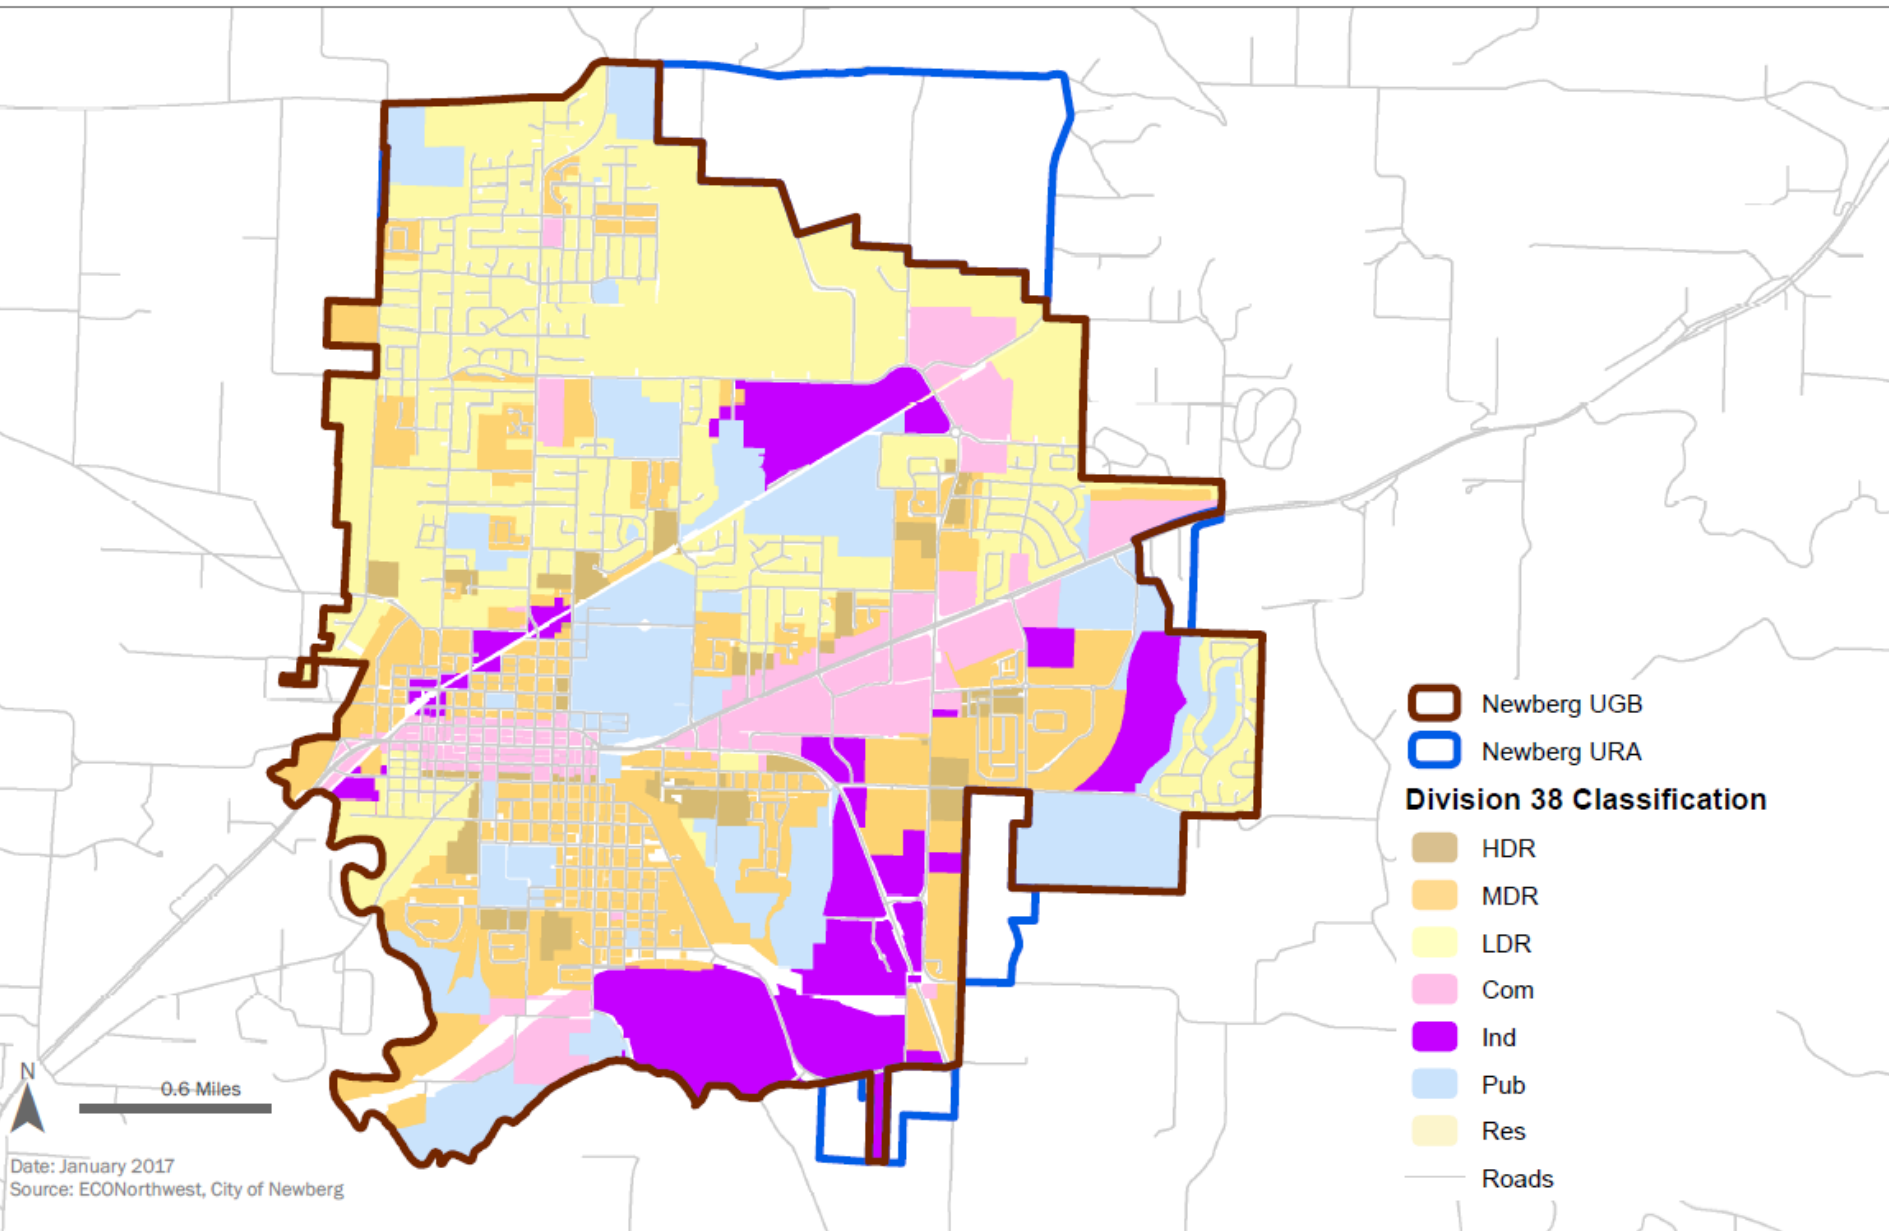 Newberg UGB
Newberg URA
Division 38 Classification
HDR
MDR
LDR
Com
Ind
Pub
Res
Roads
N
0.6 Miles
Date: January 2017
Source: ECONorthwest, City of Newberg